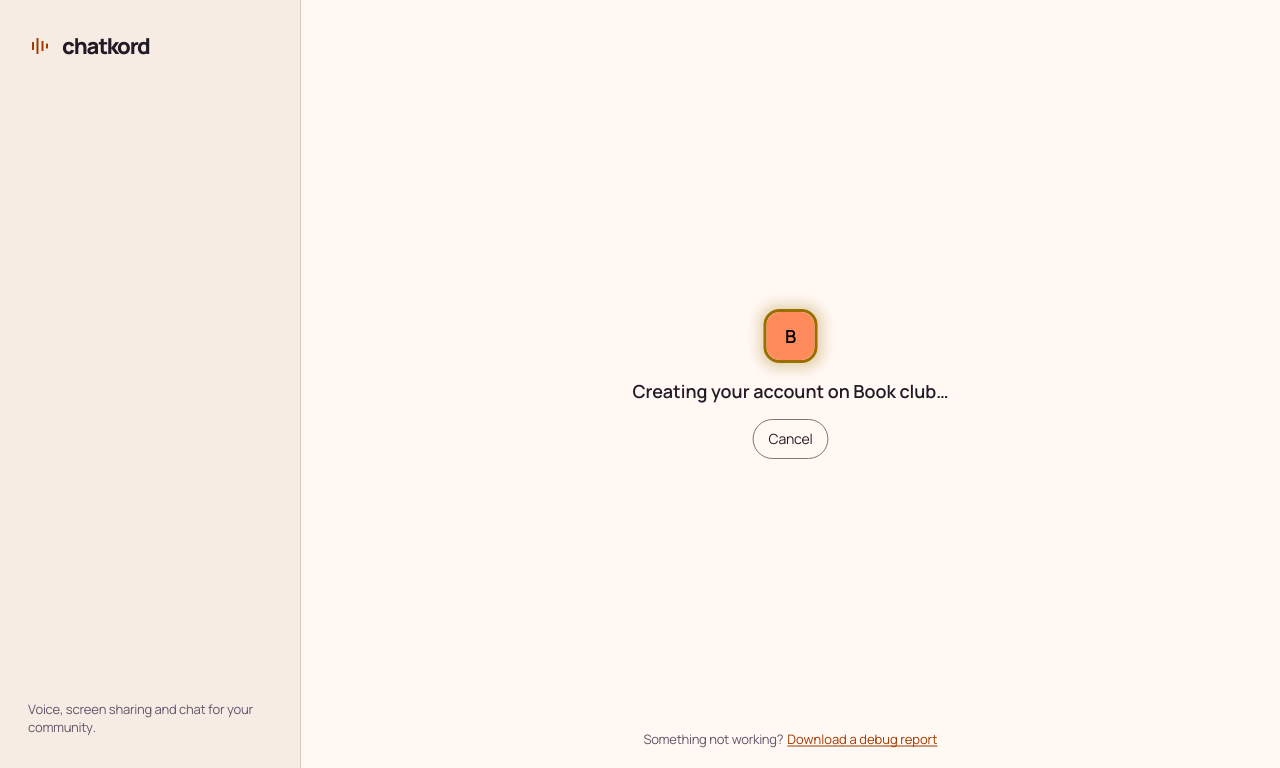 chatkord
B
Creating your account on Book club…
Cancel
Voice, screen sharing and chat for your
community.
Something not working? Download a debug report